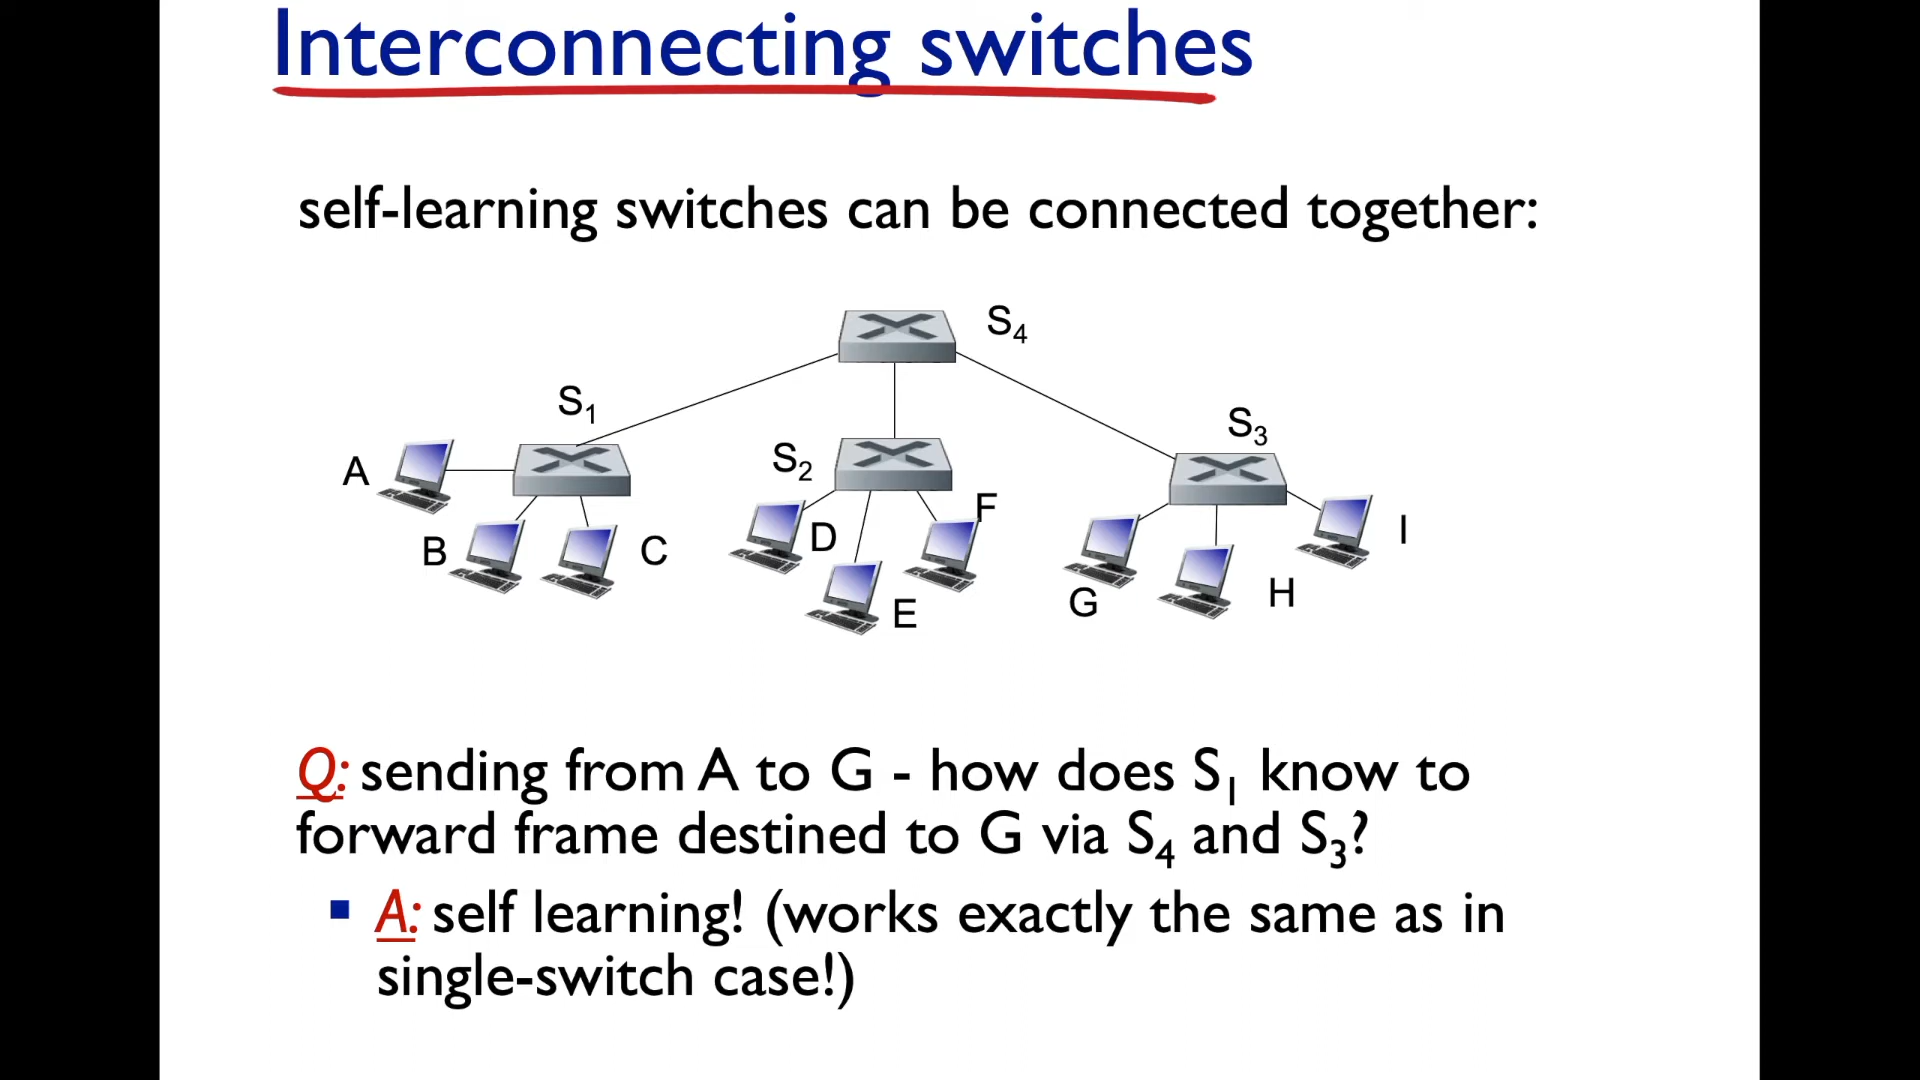 Interconnecting switches
self-learning switches can be connected together:
S4
S1
S3
A
S2
F
D
I
B
C
H
G
E
Q: sending from A to G - how does S1 know to
forward frame destined to G via S4 and S3?
▪ A: self learning! (works exactly the same as in
single-switch case!)